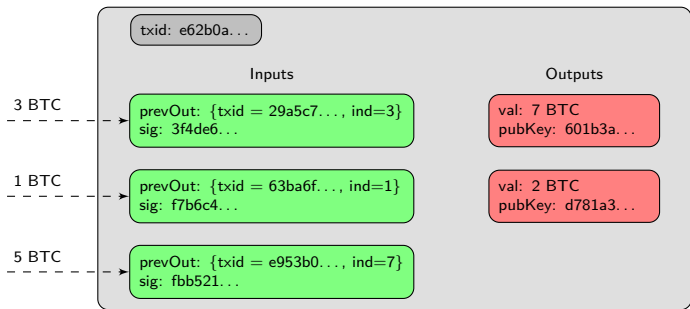 txid: e62b0a...
Inputs
Outputs
3 BTC
prevOut: {txid = 29a5c7..., ind=3}
sig: 3f4de6...
val: 7 BTC
pubKey: 601b3a...
1 BTC
prevOut: {txid = 63ba6f..., ind=1}
sig: f7b6c4...
val: 2 BTC
pubKey: d781a3...
5 BTC
prevOut: {txid = e953b0..., ind=7}
sig: fbb521...